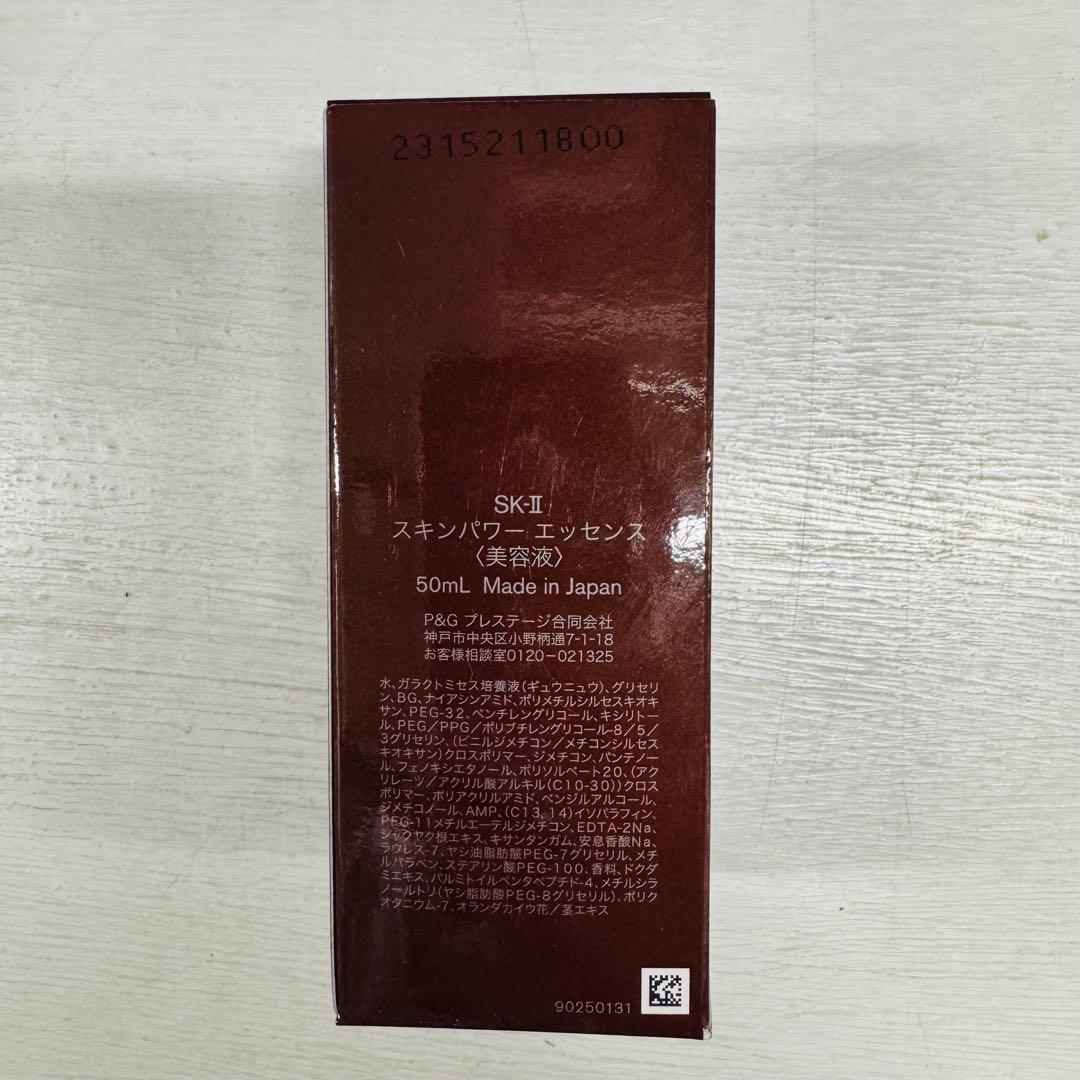 2315211800
SK-II
スキンパワー エッセンス
〈美容液〉
50mL Made in Japan
P&G プレステージ合同会社
神戸市中央区小野柄通7-1-18
お客様相談室0120-021325
水、ガラクトミセス培養液(ギュウニュウ)、グリセリ
ン、BG、ナイアシンアミド、ポリメチルシルセスキオキ
サン、PEG-32、ペンチレングリコール、キシリトー
ル、PEG/PPG/ポリブチレングリコール-8/5/
3グリセリン、(ビニルジメチコン/メチコンシルセス
キオキサン)クロスポリマー、ジメチコン、パンテノー
ル、フェノキシエタノール、ポリソルベート20、(アク
リレーツ/アクリル酸アルキル(C10-30))クロス
ポリマー、ポリアクリルアミド、ベンジルアルコール、
ジメチコノール、AMP、(C13,14)イソパラフィン、
PEG-11メチルエーテルジメチコン、EDTA-2Na、
シャクヤク根エキス、キサンタンガム、安息香酸Na、
ラウレス-7、ヤシ油脂肪酸PEG-7グリセリル、メチ
ルパラベン、ステアリン酸PEG-100、香料、ドクダ
ミエキス、パルミトイルペンタペプチド-4、メチルシラ
ノールトリ(ヤシ脂肪酸PEG-8グリセリル)、ポリク
オタニウム-7、オランダカイウ花/茎エキス
90250131